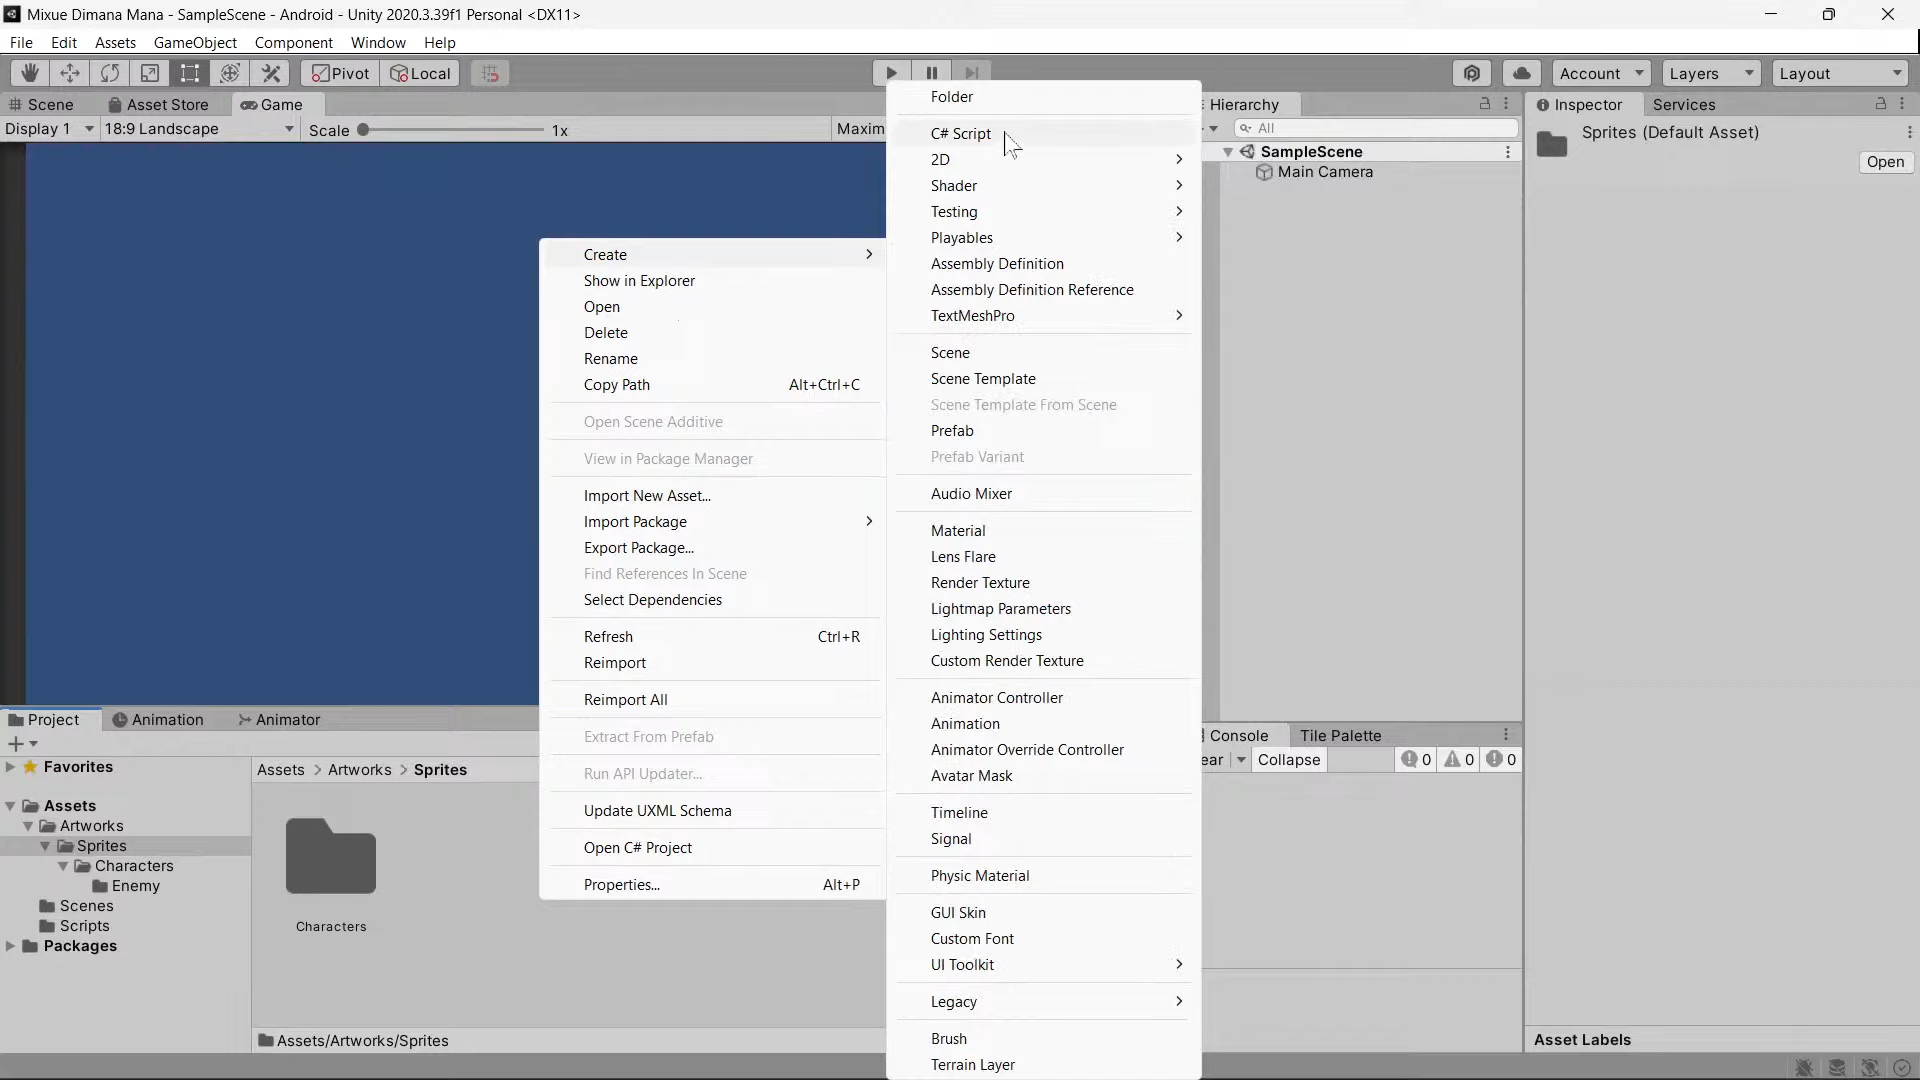 Mixue Dimana Mana - SampleScene - Android - Unity 2020.3.39f1 Personal <DX11>
File Edit Assets GameObject Component Window Help
Pivot Local Account Layers Layout
Scene Asset Store Game
Display 1 18:9 Landscape Scale 1x Maxim
Create
Show in Explorer
Open
Delete
Rename
Copy Path Alt+Ctrl+C
Open Scene Additive
View in Package Manager
Import New Asset...
Import Package
Export Package...
Find References In Scene
Select Dependencies
Refresh Ctrl+R
Reimport
Reimport All
Extract From Prefab
Run API Updater...
Update UXML Schema
Open C# Project
Properties... Alt+P
Folder
C# Script
2D
Shader
Testing
Playables
Assembly Definition
Assembly Definition Reference
TextMeshPro
Scene
Scene Template
Scene Template From Scene
Prefab
Prefab Variant
Audio Mixer
Material
Lens Flare
Render Texture
Lightmap Parameters
Lighting Settings
Custom Render Texture
Animator Controller
Animation
Animator Override Controller
Avatar Mask
Timeline
Signal
Physic Material
GUI Skin
Custom Font
UI Toolkit
Legacy
Brush
Terrain Layer
Hierarchy
All
SampleScene
Main Camera
Inspector Services
Sprites (Default Asset)
Open
Project Animation Animator
Favorites
Assets
Artworks
Sprites
Characters
Enemy
Scenes
Scripts
Packages
Assets > Artworks > Sprites
Characters
Assets/Artworks/Sprites
Console Tile Palette
ear Collapse 0 0 0
Asset Labels